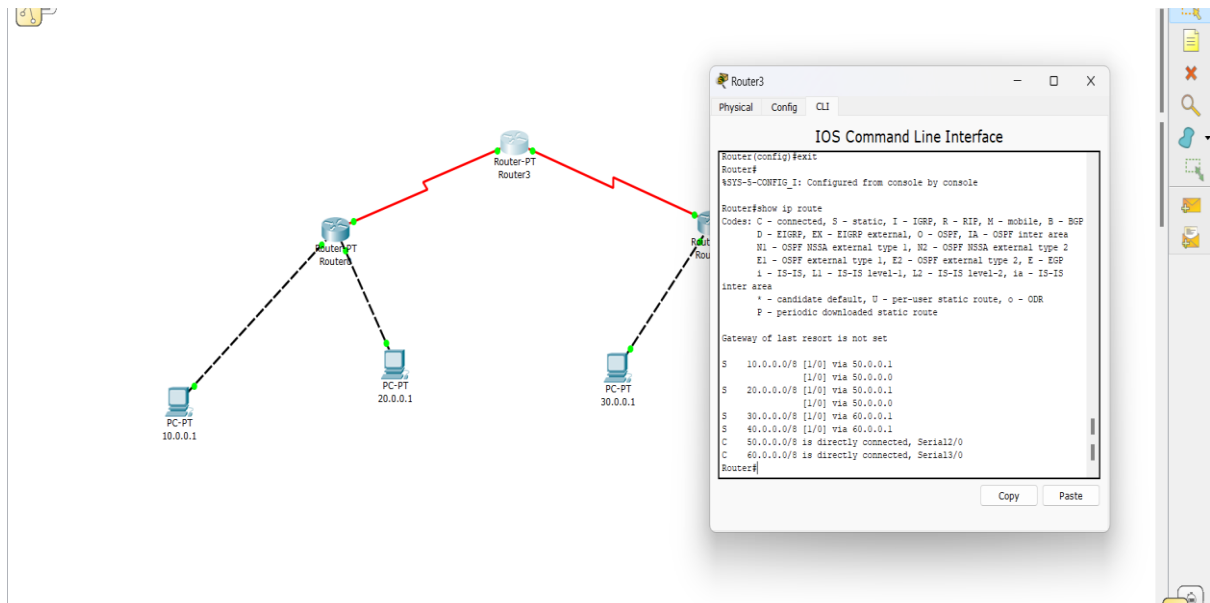 Router-PT
Router3
Router-PT
Router0
PC-PT
10.0.0.1
PC-PT
20.0.0.1
PC-PT
30.0.0.1
Router3
Physical Config CLI
IOS Command Line Interface
Router(config)#exit
Router#
%SYS-5-CONFIG_I: Configured from console by console
Router#show ip route
Codes: C - connected, S - static, I - IGRP, R - RIP, M - mobile, B - BGP
D - EIGRP, EX - EIGRP external, O - OSPF, IA - OSPF inter area
N1 - OSPF NSSA external type 1, N2 - OSPF NSSA external type 2
E1 - OSPF external type 1, E2 - OSPF external type 2, E - EGP
i - IS-IS, L1 - IS-IS level-1, L2 - IS-IS level-2, ia - IS-IS
inter area
* - candidate default, U - per-user static route, o - ODR
P - periodic downloaded static route
Gateway of last resort is not set
S 10.0.0.0/8 [1/0] via 50.0.0.1
[1/0] via 50.0.0.0
S 20.0.0.0/8 [1/0] via 50.0.0.1
[1/0] via 50.0.0.0
S 30.0.0.0/8 [1/0] via 60.0.0.1
S 40.0.0.0/8 [1/0] via 60.0.0.1
C 50.0.0.0/8 is directly connected, Serial2/0
C 60.0.0.0/8 is directly connected, Serial3/0
Router#
Copy Paste